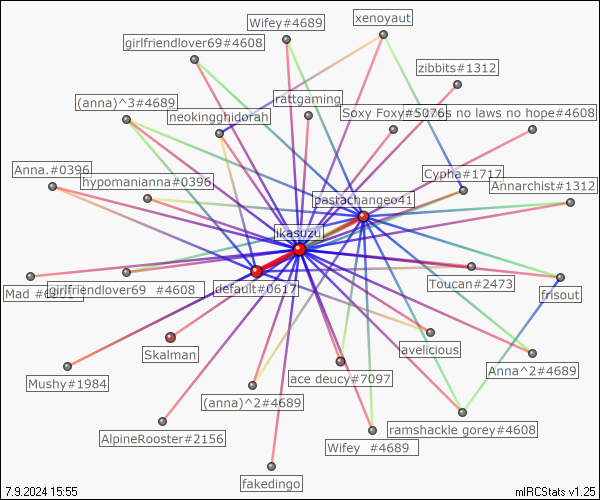 Wifey#4689
xenoyaut
girlfriendlover69#4608
zibbits#1312
(anna)^3#4689
rattgaming
neokingghidorah
Soxy Foxy#5076
no laws no hope#4608
Anna.#0396
hypomanianna#0396
Cypha#1717
Annarchist#1312
pastachangeo41
jkasuzu
Mad
girlfriendlover69 #4608
default#0617
Toucan#2473
frisout
Skalman
avelicious
Mushy#1984
ace deucy#7097
Anna^2#4689
(anna)^2#4689
AlpineRooster#2156
ramshackle gorey#4608
Wifey #4689
fakedingo
7.9.2024 15:55
mIRCStats v1.25